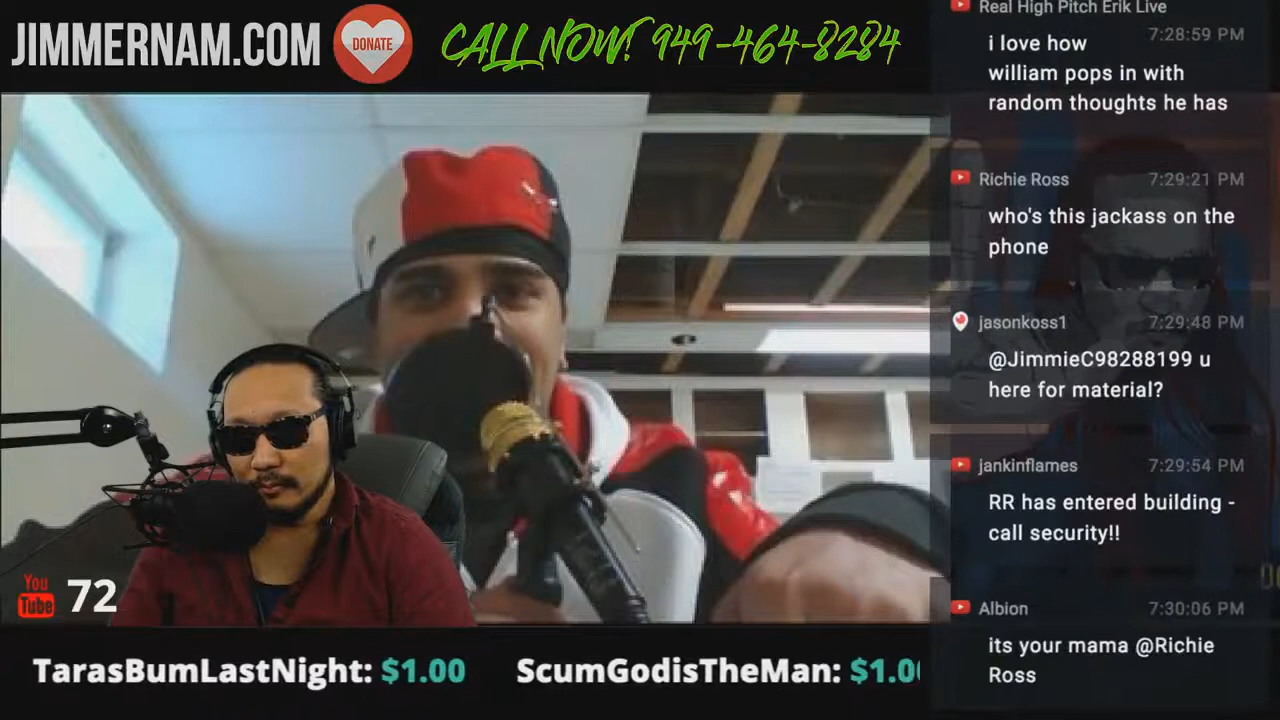 JIMMERNAM.COM
DONATE
CALL NOW! 949-464-8284
Real High Pitch Erik Live
7:28:59 PM
i love how
william pops in with
random thoughts he has
Richie Ross 7:29:21 PM
who's this jackass on the
phone
jasonkoss1 7:29:48 PM
@JimmieC98288199 u
here for material?
jankinflames 7:29:54 PM
RR has entered building -
call security!!
Albion 7:30:06 PM
its your mama @Richie
Ross
You
Tube
72
TarasBumLastNight: $1.00 ScumGodisTheMan: $1.0